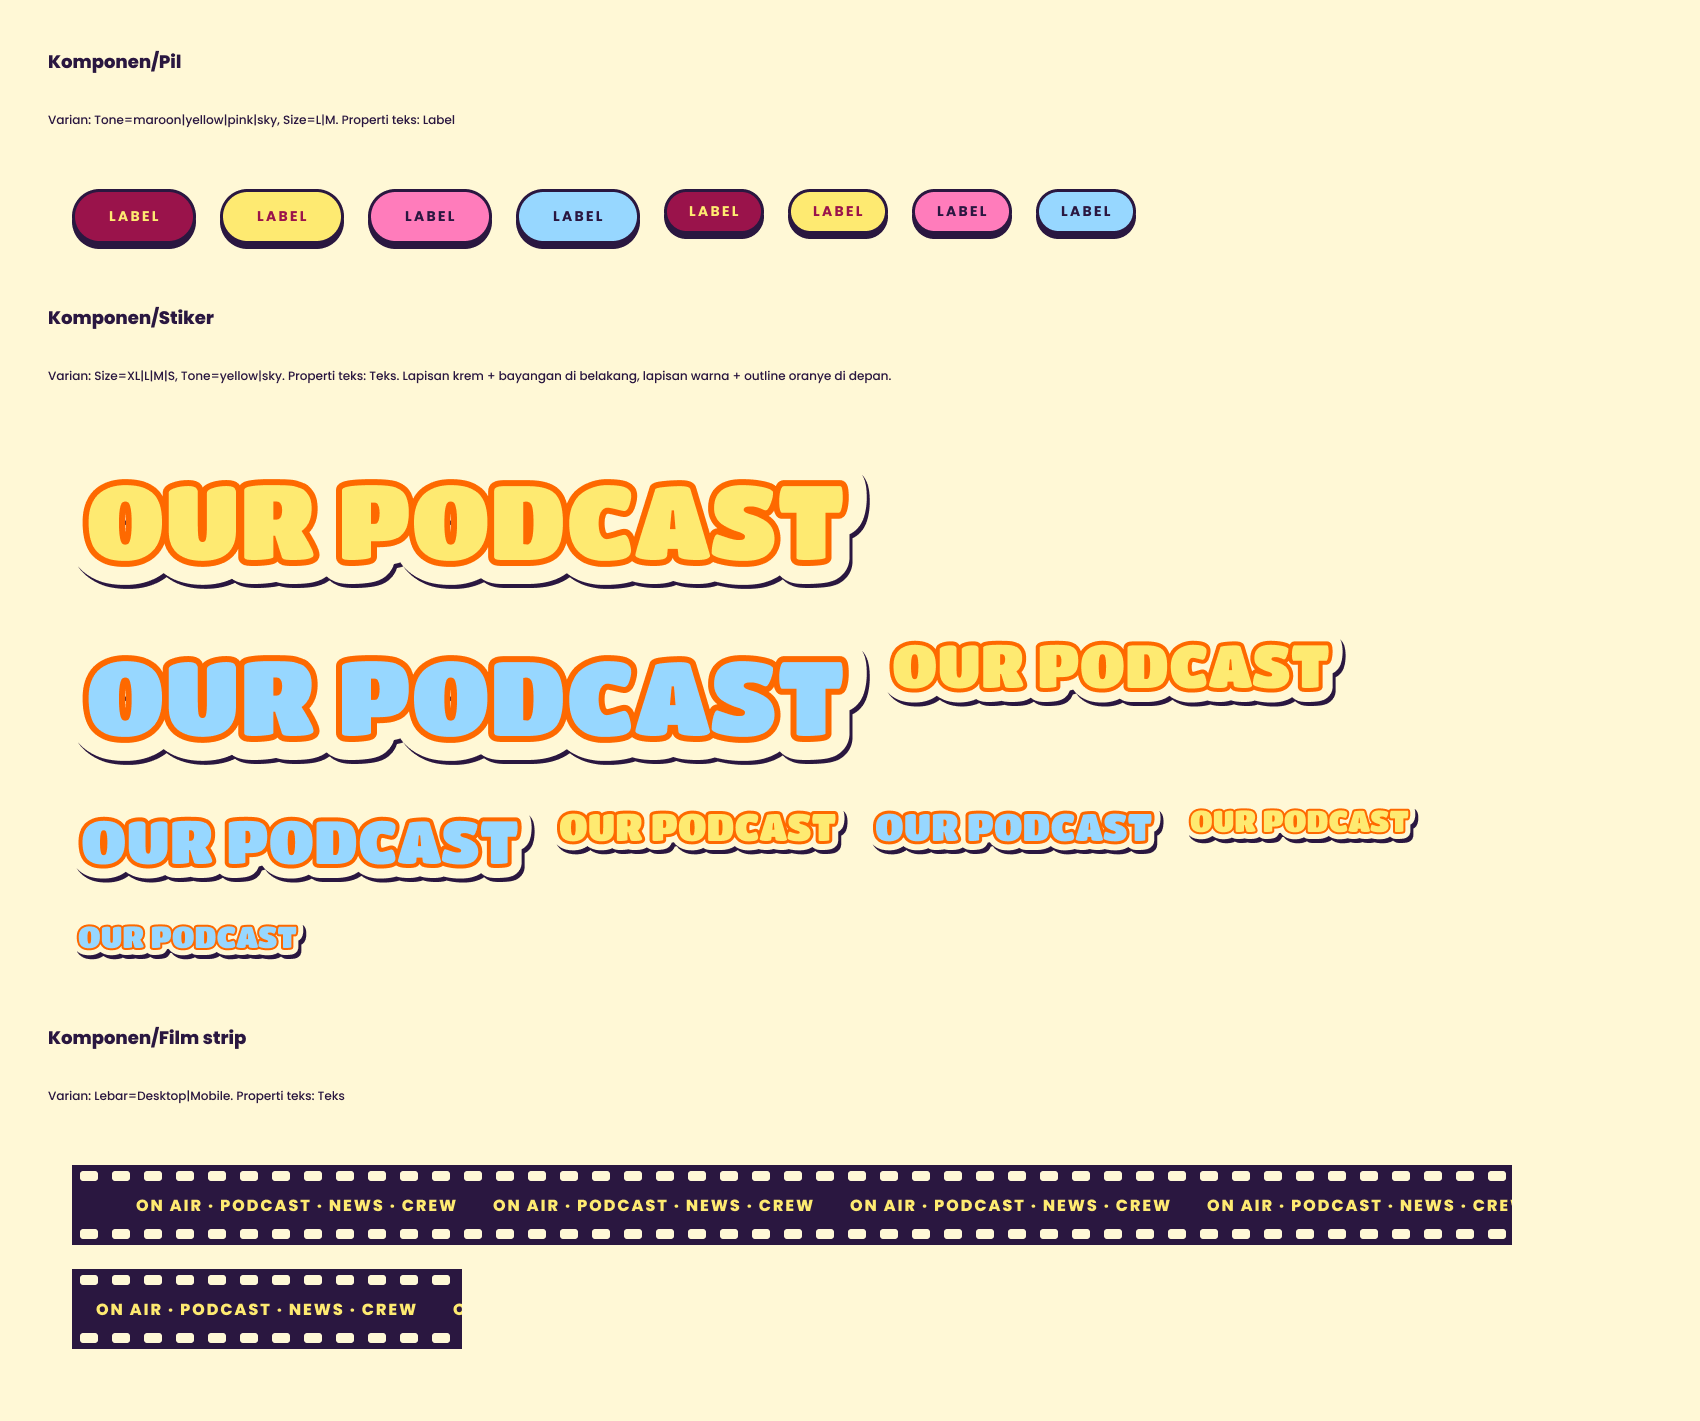 Komponen/Pil
Varian: Tone=maroon|yellow|pink|sky, Size=L|M. Properti teks: Label
LABEL LABEL LABEL LABEL LABEL LABEL LABEL LABEL
Komponen/Stiker
Varian: Size=XL|L|M|S, Tone=yellow|sky. Properti teks: Teks. Lapisan krem + bayangan di belakang, lapisan warna + outline oranye di depan.
OUR PODCAST
OUR PODCAST OUR PODCAST
OUR PODCAST OUR PODCAST OUR PODCAST OUR PODCAST
OUR PODCAST
Komponen/Film strip
Varian: Lebar=Desktop|Mobile. Properti teks: Teks
ON AIR · PODCAST · NEWS · CREW ON AIR · PODCAST · NEWS · CREW ON AIR · PODCAST · NEWS · CREW ON AIR · PODCAST · NEWS · CRE
ON AIR · PODCAST · NEWS · CREW